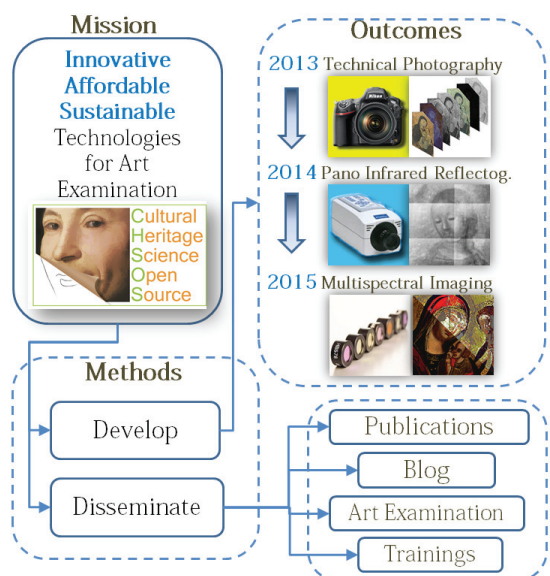 Mission
Innovative
Affordable
Sustainable
Technologies
for Art
Examination
Cultural
Heritage
Science
Open
Source
Outcomes
2013 Technical Photography
Nikon
2014 Pano Infrared Reflectog.
2015 Multispectral Imaging
Methods
Develop
Disseminate
Publications
Blog
Art Examination
Trainings